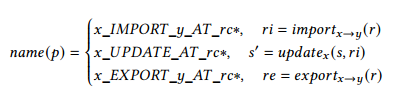 x_IMPORT_y_AT_rc*, ri = import_{x→y}(r)
name(p) = { x_UPDATE_AT_rc*, s′ = update_x(s, ri)
x_EXPORT_y_AT_rc*, re = export_{x→y}(r)